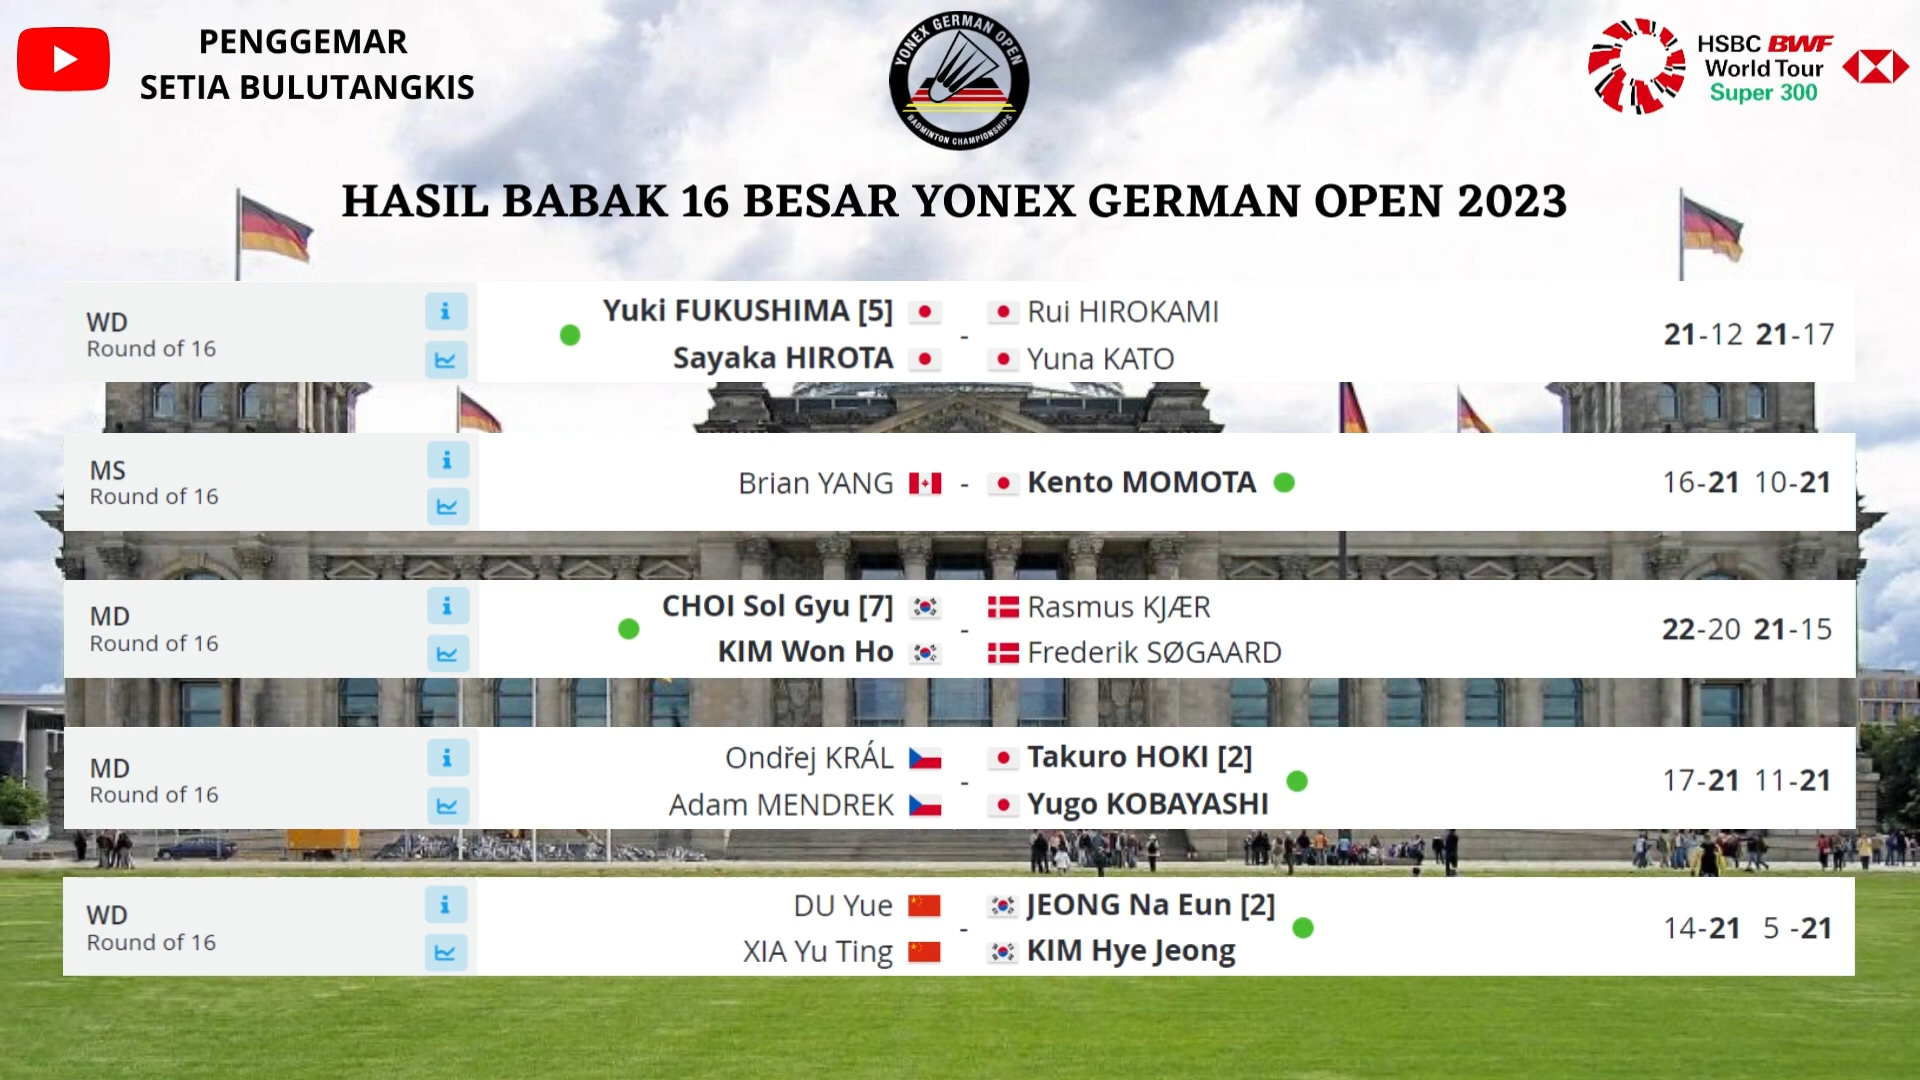 PENGGEMAR
SETIA BULUTANGKIS
YONEX GERMAN OPEN
BADMINTON CHAMPIONSHIPS
HSBC BWF
World Tour
Super 300
HASIL BABAK 16 BESAR YONEX GERMAN OPEN 2023
WD
Round of 16
Yuki FUKUSHIMA [5]
Sayaka HIROTA
-
Rui HIROKAMI
Yuna KATO
21-12 21-17
MS
Round of 16
Brian YANG - Kento MOMOTA
16-21 10-21
MD
Round of 16
CHOI Sol Gyu [7]
KIM Won Ho
-
Rasmus KJÆR
Frederik SØGAARD
22-20 21-15
MD
Round of 16
Ondřej KRÁL
Adam MENDREK
-
Takuro HOKI [2]
Yugo KOBAYASHI
17-21 11-21
WD
Round of 16
DU Yue
XIA Yu Ting
-
JEONG Na Eun [2]
KIM Hye Jeong
14-21 5 -21